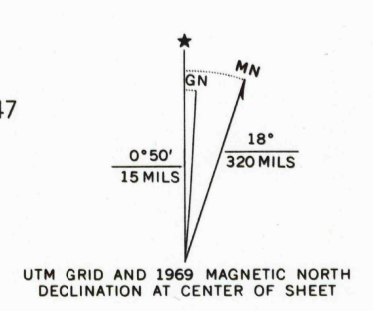 ★
MN
GN
47
18°
320 MILS
0°50'
15 MILS
UTM GRID AND 1969 MAGNETIC NORTH
DECLINATION AT CENTER OF SHEET